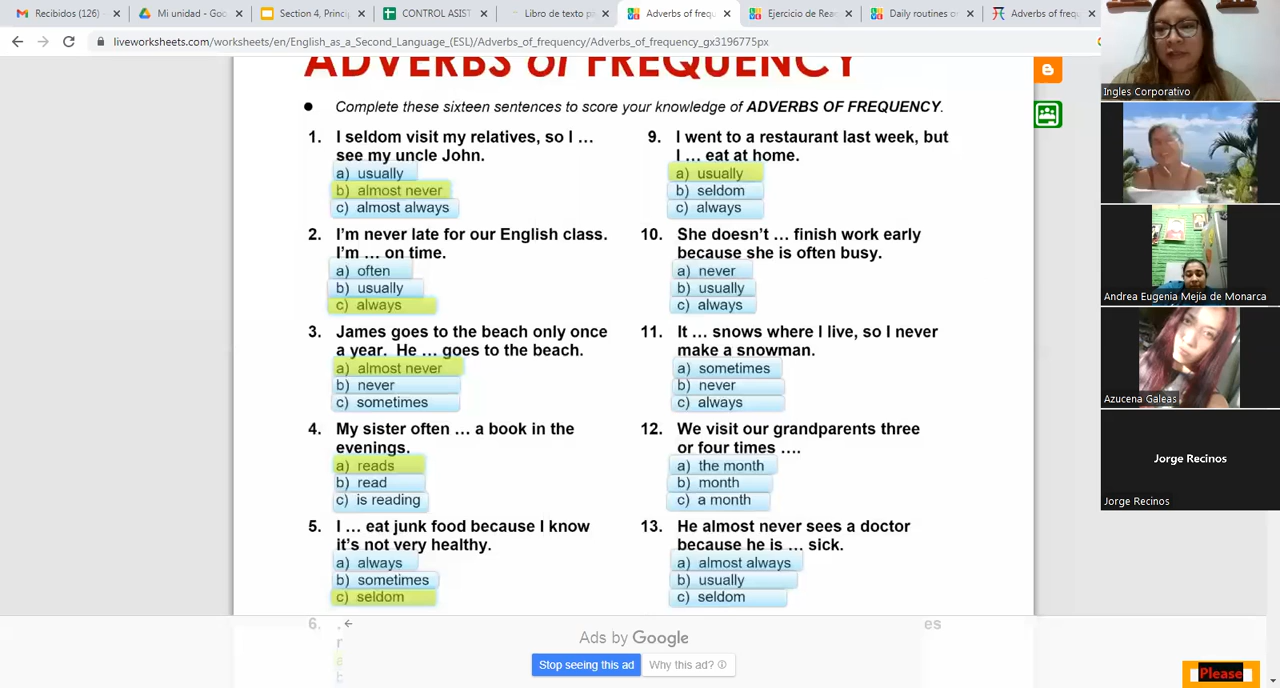 Recibidos (126)
Mi unidad - Goo
Section 4, Princi
CONTROL ASIST
Libro de texto p
Adverbs of frequ
Ejercicio de Rea
Daily routines o
Adverbs of frequ
liveworksheets.com/worksheets/en/English_as_a_Second_Language_(ESL)/Adverbs_of_frequency/Adverbs_of_frequency_gx3196775px
ADVERBS of FREQUENCY
● Complete these sixteen sentences to score your knowledge of ADVERBS OF FREQUENCY.
1. I seldom visit my relatives, so I …
see my uncle John.
a) usually
b) almost never
c) almost always
2. I'm never late for our English class.
I'm … on time.
a) often
b) usually
c) always
3. James goes to the beach only once
a year. He … goes to the beach.
a) almost never
b) never
c) sometimes
4. My sister often … a book in the
evenings.
a) reads
b) read
c) is reading
5. I … eat junk food because I know
it's not very healthy.
a) always
b) sometimes
c) seldom
6.
9. I went to a restaurant last week, but
I … eat at home.
a) usually
b) seldom
c) always
10. She doesn't … finish work early
because she is often busy.
a) never
b) usually
c) always
11. It … snows where I live, so I never
make a snowman.
a) sometimes
b) never
c) always
12. We visit our grandparents three
or four times ….
a) the month
b) month
c) a month
13. He almost never sees a doctor
because he is … sick.
a) almost always
b) usually
c) seldom
es
Ads by Google
Stop seeing this ad
Why this ad?
Ingles Corporativo
Andrea Eugenia Mejía de Monarca
Azucena Galeas
Jorge Recinos
Jorge Recinos
Please